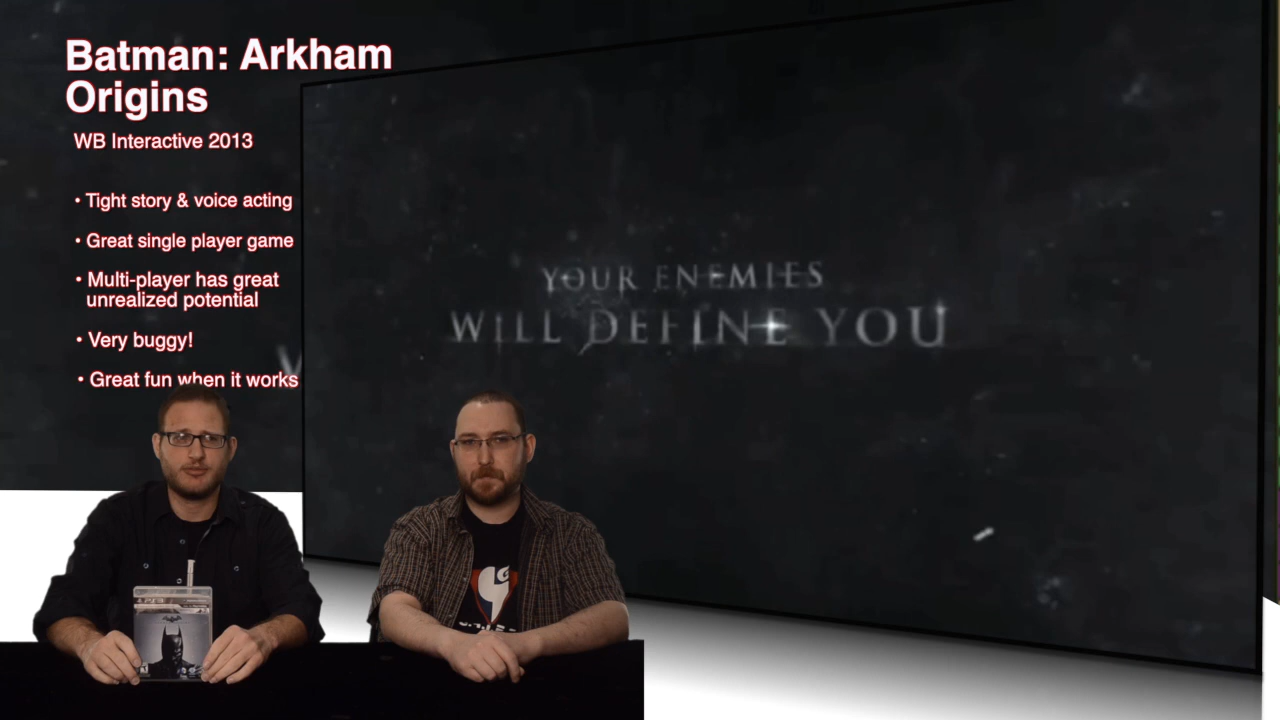 Batman: Arkham
Origins
WB Interactive 2013
• Tight story & voice acting
• Great single player game
• Multi-player has great
unrealized potential
• Very buggy!
• Great fun when it works
YOUR ENEMIES
WILL DEFINE YOU